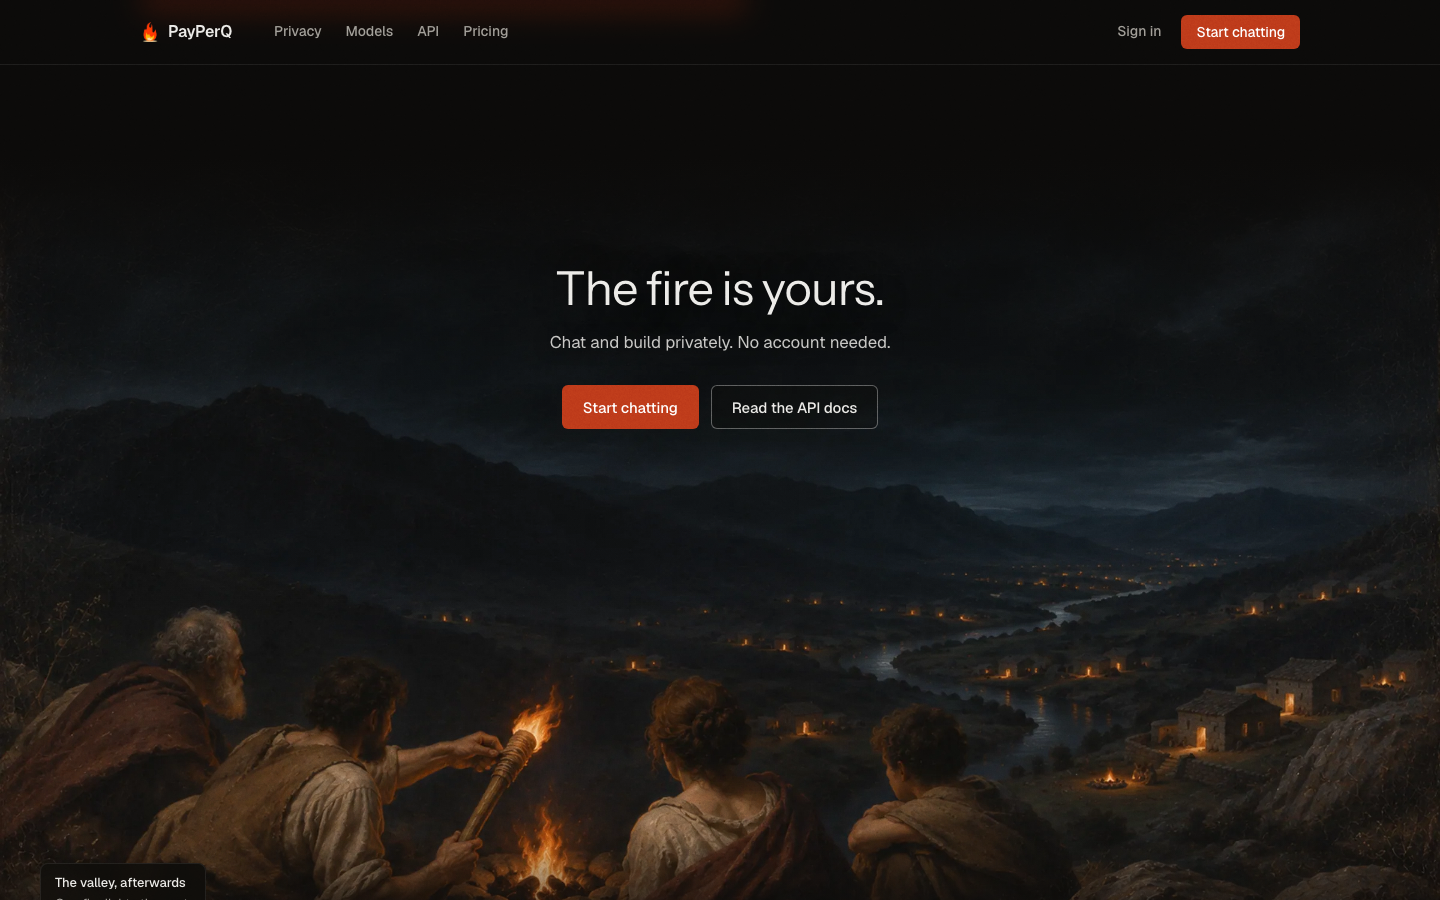 PayPerQ
Privacy
Models
API
Pricing
Sign in
Start chatting
The fire is yours.
Chat and build privately. No account needed.
Start chatting
Read the API docs
The valley, afterwards